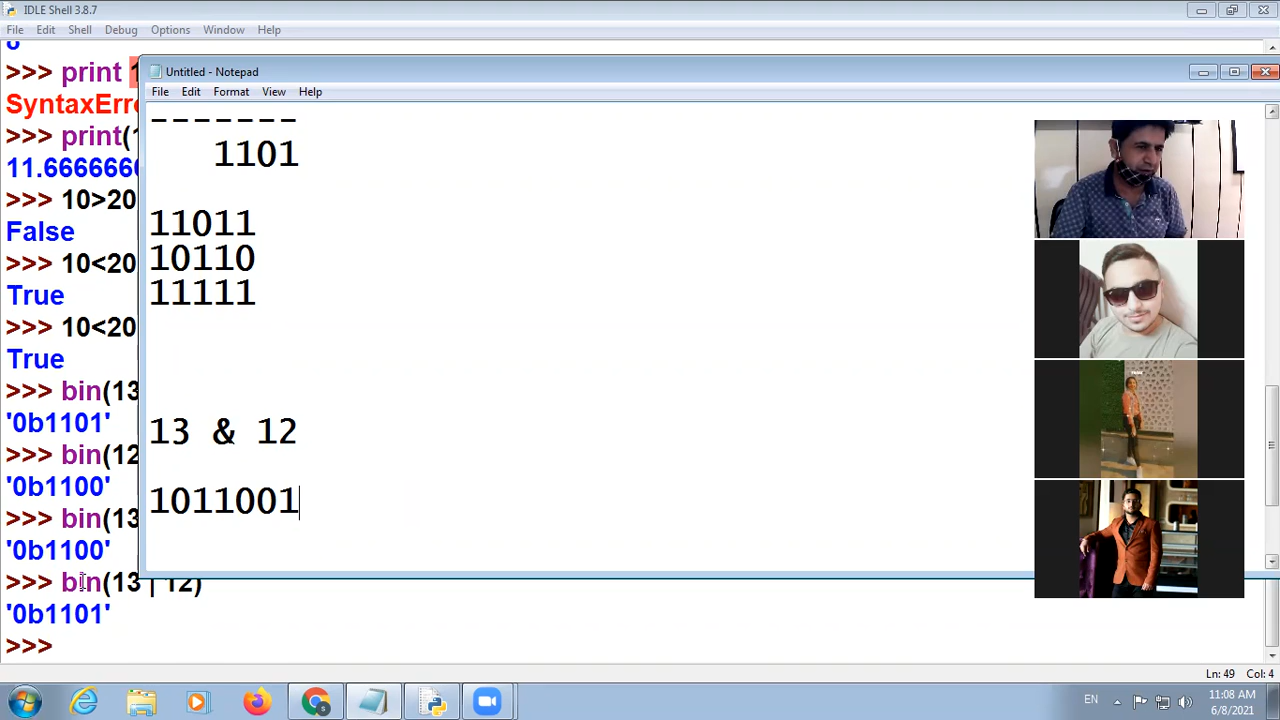 IDLE Shell 3.8.7
File Edit Shell Debug Options Window Help
>>> print
SyntaxErro
>>> print(1
11.6666666
>>> 10>20
False
>>> 10<20
True
>>> 10<20
True
>>> bin(13
'0b1101'
>>> bin(12
'0b1100'
>>> bin(13
'0b1100'
>>> bin(13 | 12)
'0b1101'
>>>
Untitled - Notepad
File Edit Format View Help
-------
1101
11011
10110
11111
13 & 12
1011001
Ln: 49 Col: 4
EN
11:08 AM
6/8/2021